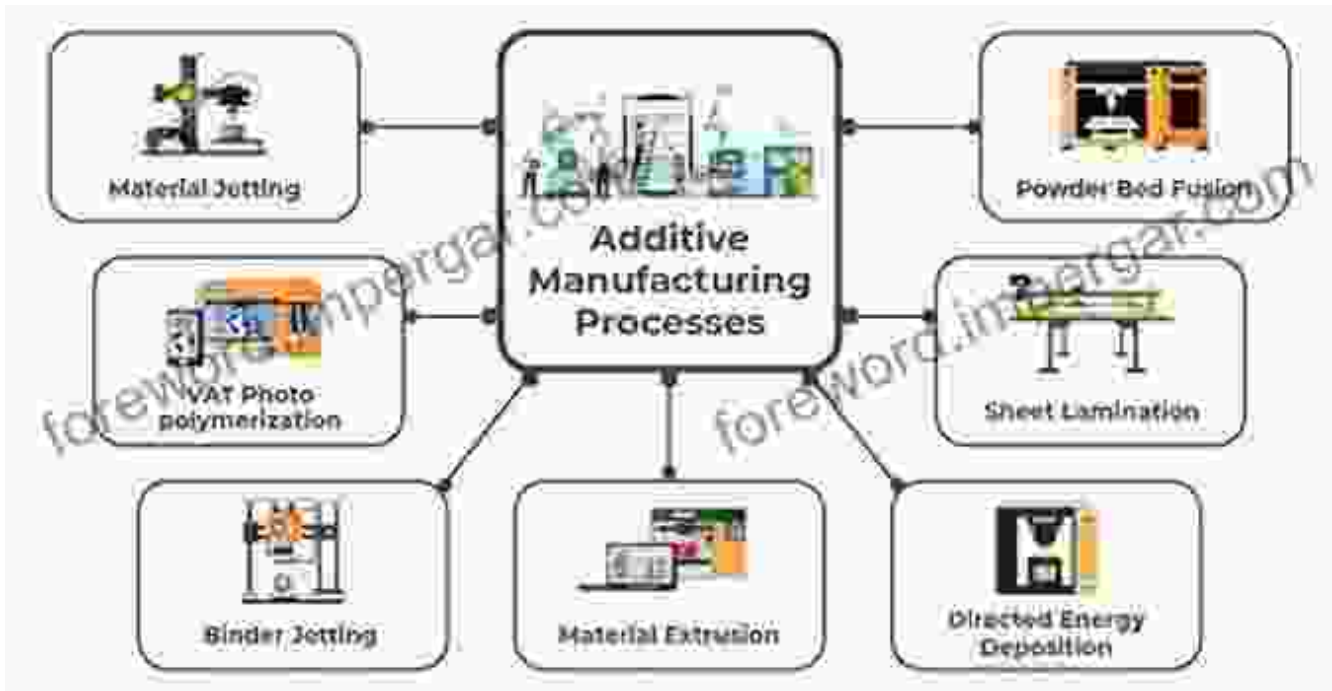 Material Jetting
Additive
Manufacturing
Processes
Powder Bed Fusion
VAT Photo
polymerization
Sheet Lamination
Binder Jetting
Material Extrusion
Directed Energy
Deposition
foreword.impergar.com
foreword.impergar.com